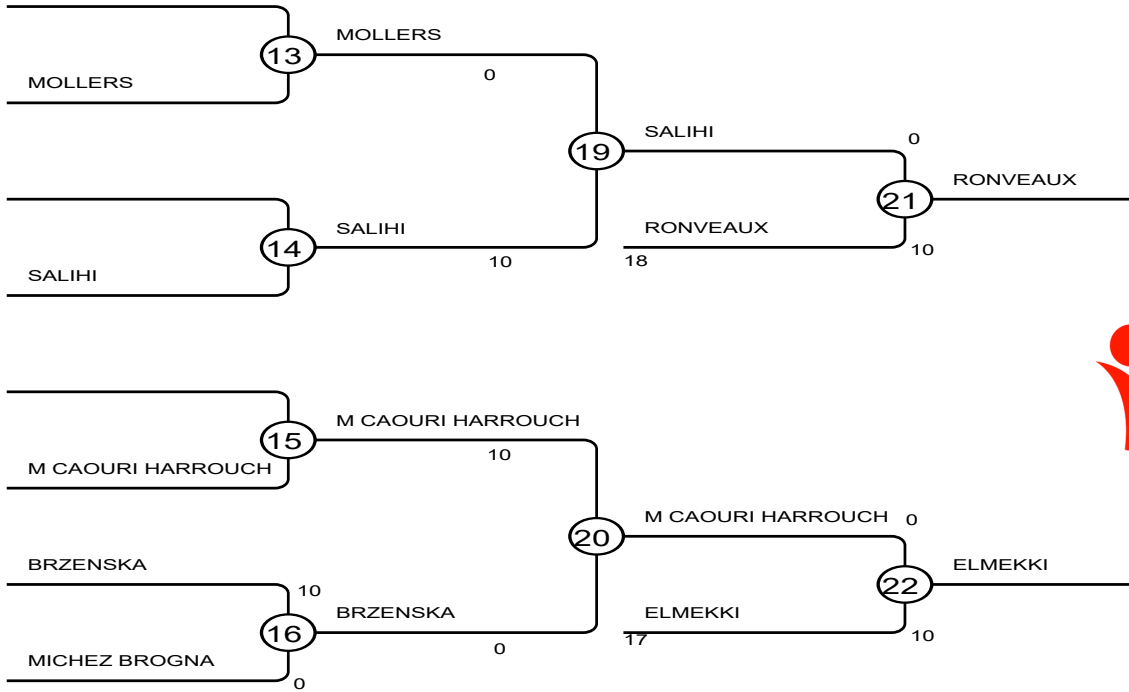 MOLLERS
13
MOLLERS
0
SALIHI
14
SALIHI
10
19
SALIHI
0
RONVEAUX
18
21
10
RONVEAUX
15
M CAOURI HARROUCH
M CAOURI HARROUCH
10
BRZENSKA
10
16
MICHEZ BROGNA
0
BRZENSKA
0
20
M CAOURI HARROUCH
0
ELMEKKI
17
22
10
ELMEKKI